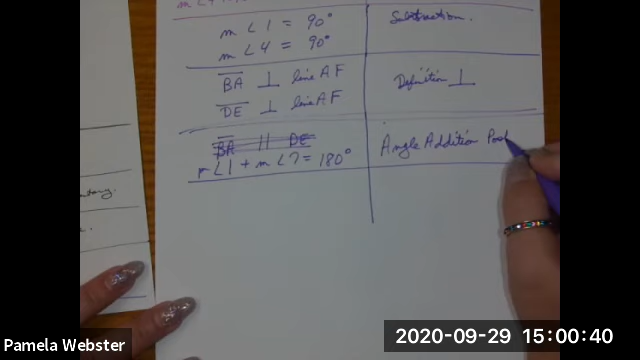 m∠1 = 90°
m∠4 = 90°
Subtraction.
BA ⊥ line AF
DE ⊥ line AF
Definition ⊥
BA // DE
∠1 + m∠7 = 180°
Angle Addition Post
Pamela Webster
2020-09-29 15:00:40